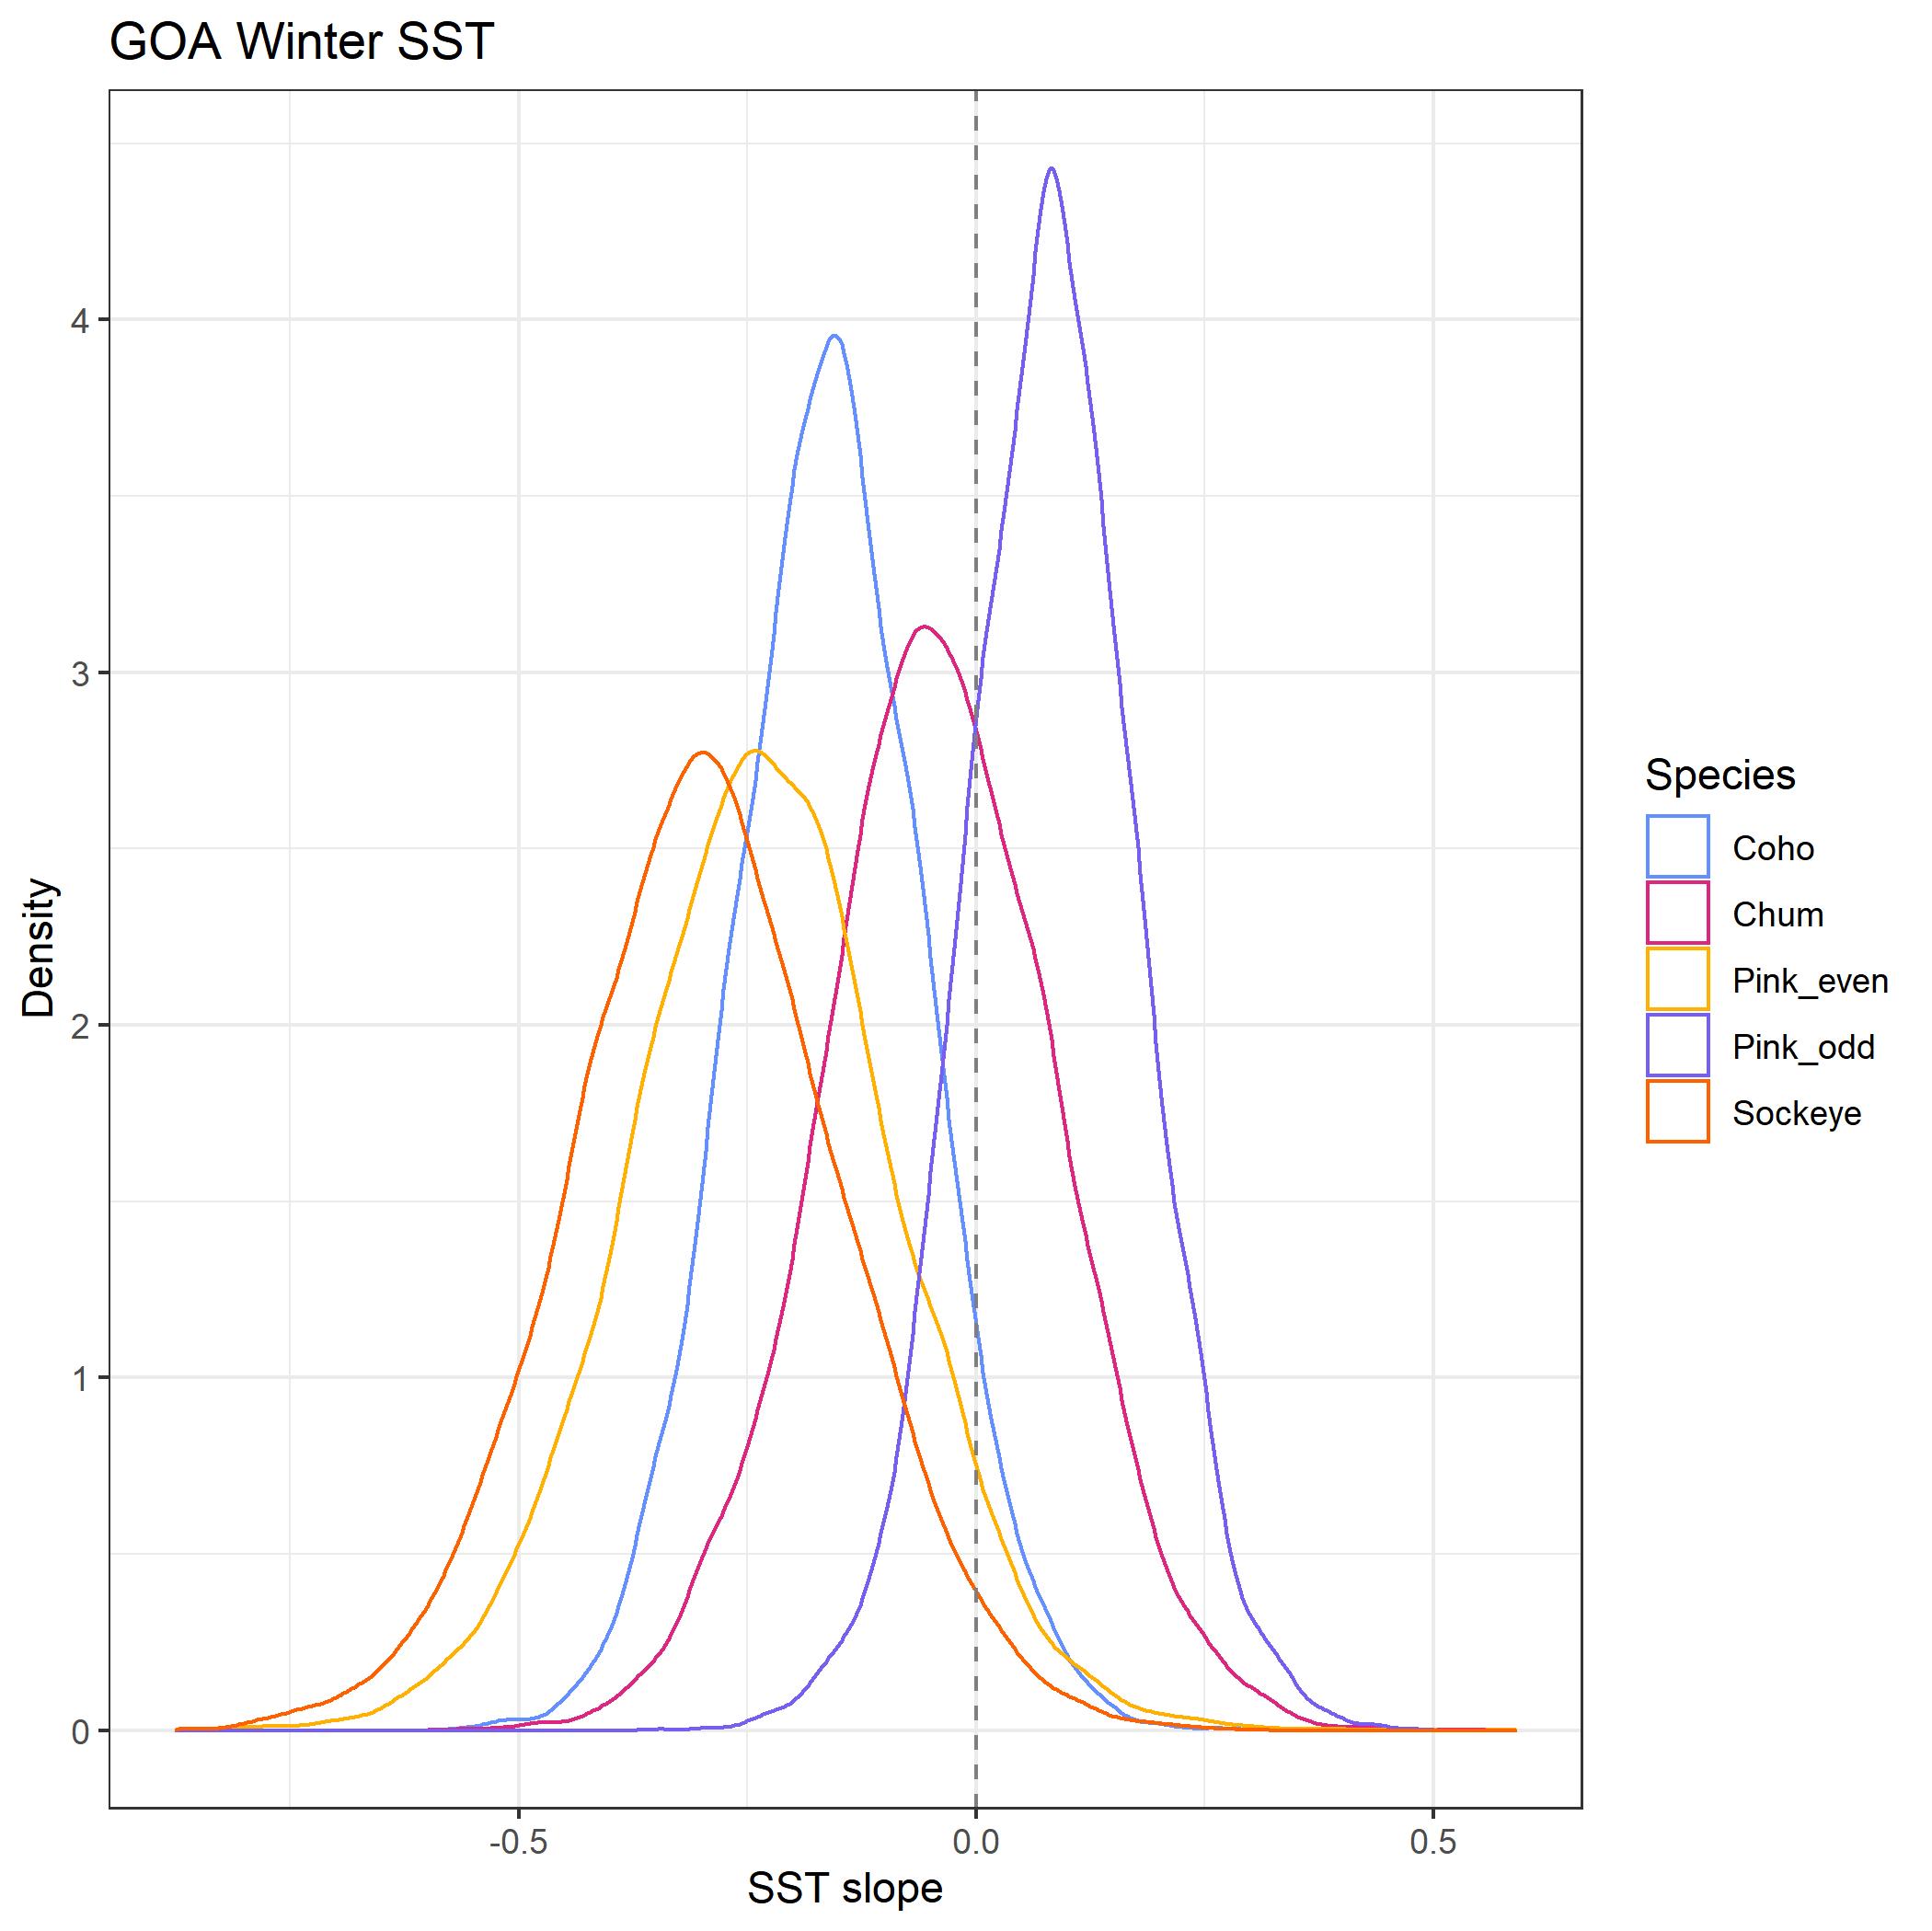 GOA Winter SST
Density
4
3
2
1
0
-0.5
0.0
0.5
SST slope
Species
Coho
Chum
Pink_even
Pink_odd
Sockeye